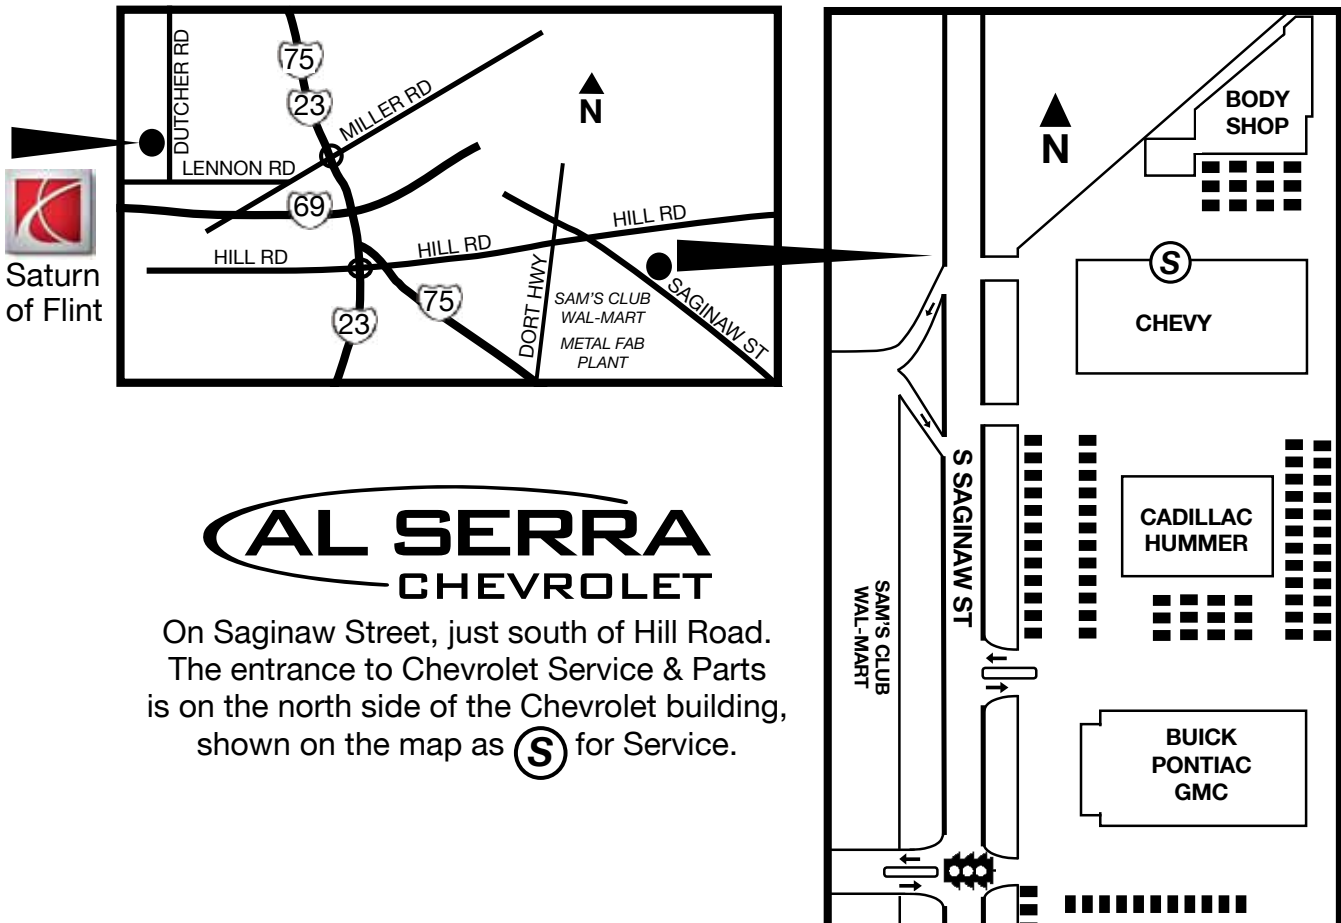 DUTCHER RD
75
23
MILLER RD
N
LENNON RD
69
HILL RD
HILL RD
HILL RD
75
23
DORT HWY
SAM'S CLUB
WAL-MART
METAL FAB
PLANT
SAGINAW ST
Saturn
of Flint
AL SERRA
CHEVROLET
On Saginaw Street, just south of Hill Road.
The entrance to Chevrolet Service & Parts
is on the north side of the Chevrolet building,
shown on the map as S for Service.
BODY
SHOP
N
S
CHEVY
S SAGINAW ST
CADILLAC
HUMMER
SAM'S CLUB
WAL-MART
BUICK
PONTIAC
GMC